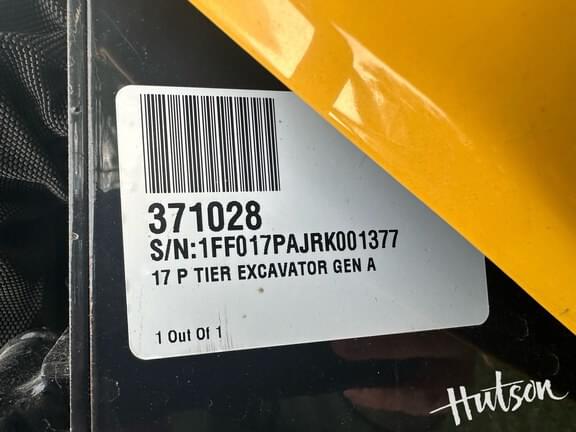 371028
S/N:1FF017PAJRK001377
17 P TIER EXCAVATOR GEN A
1 Out Of 1
Hutson